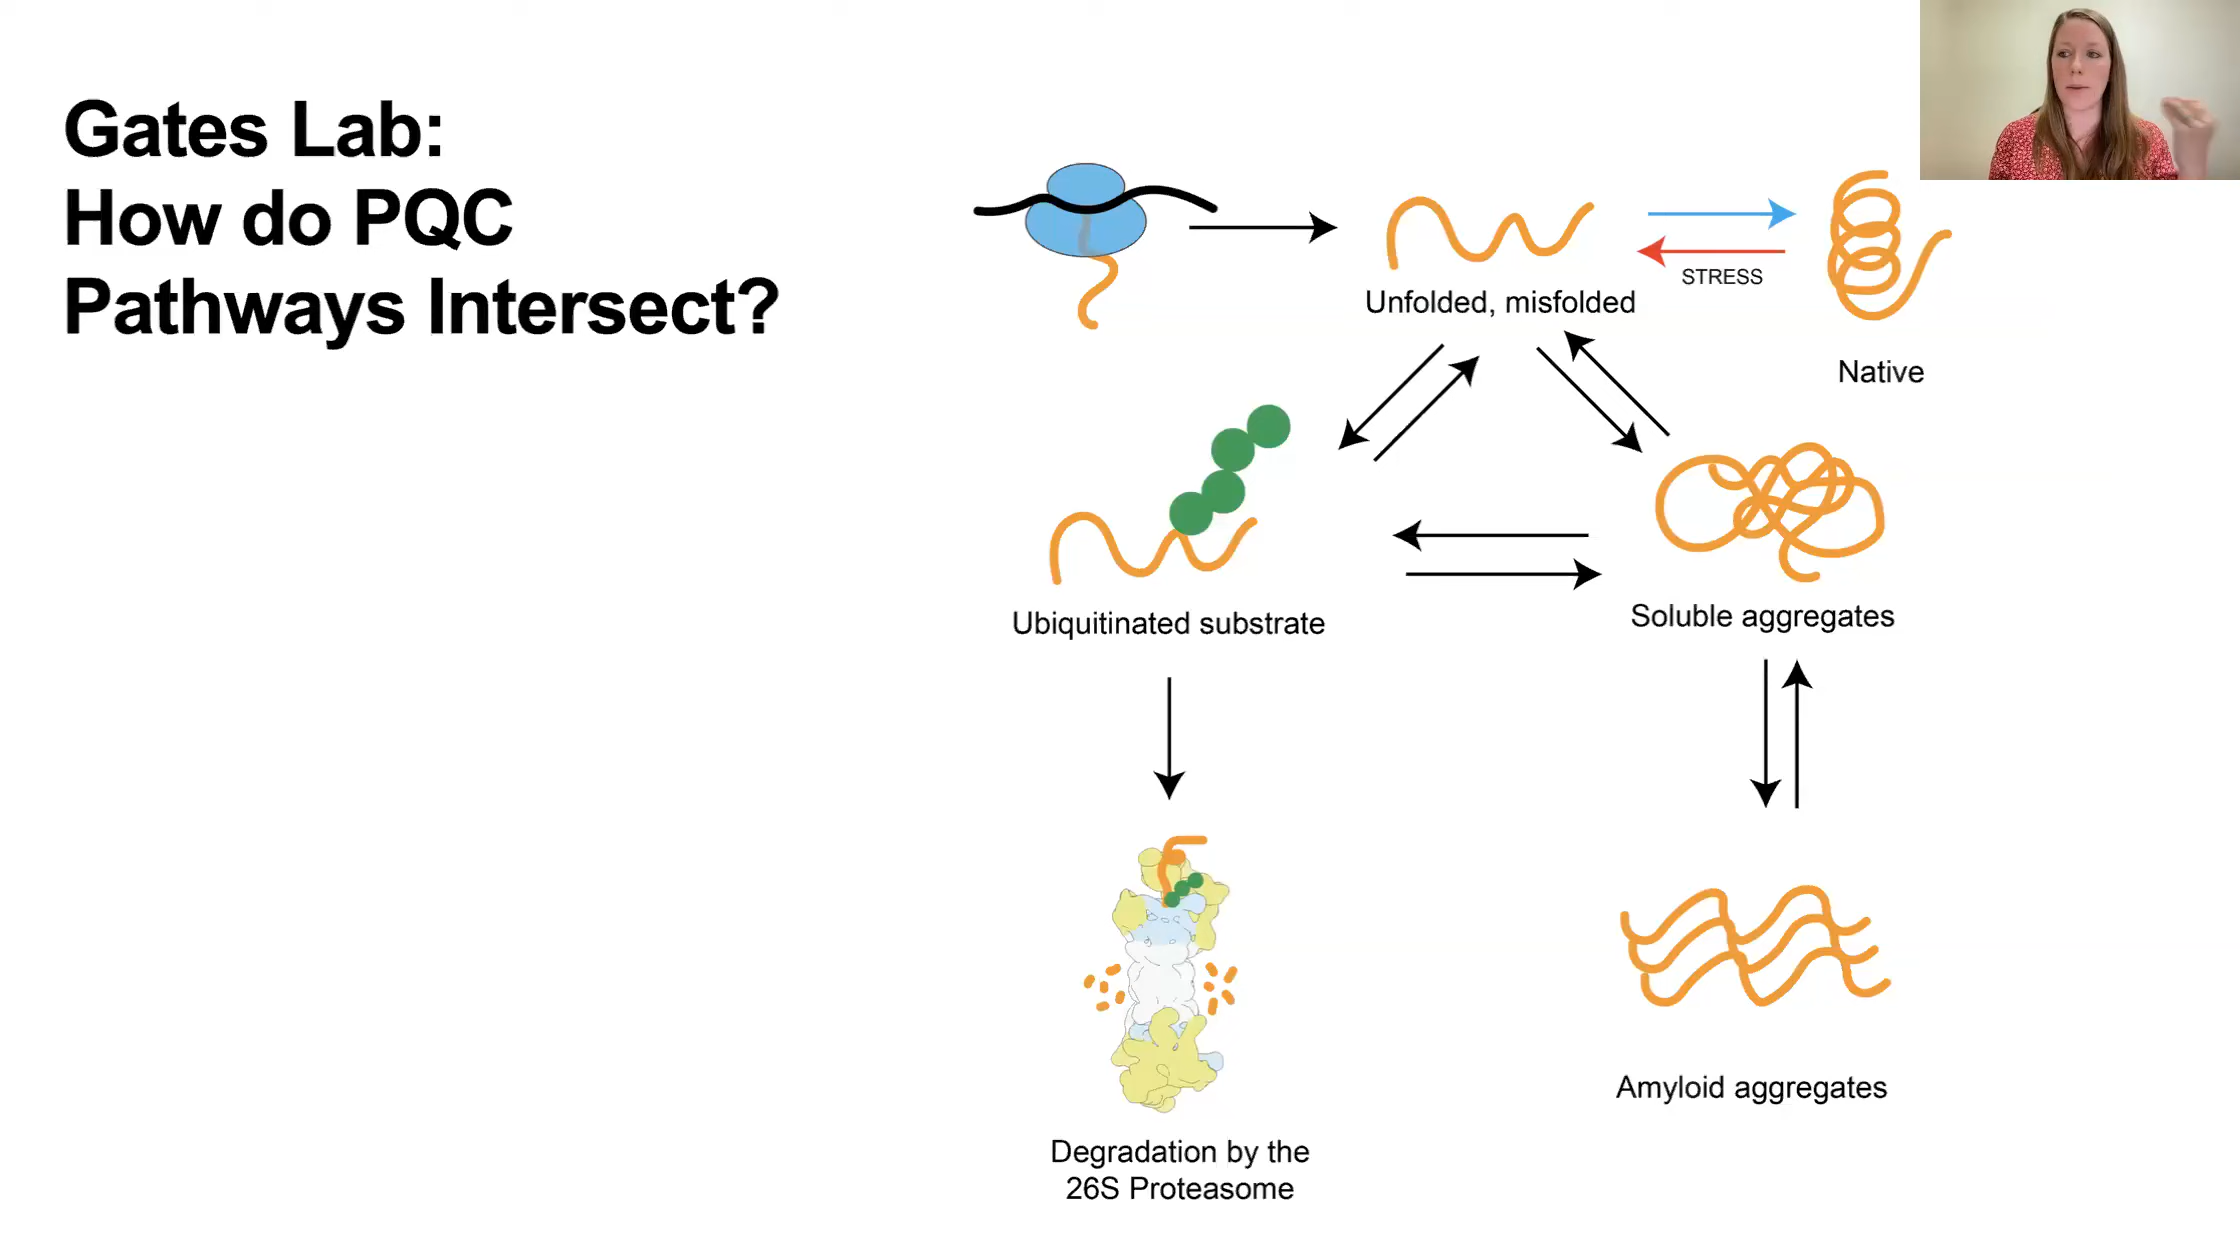 Gates Lab:
How do PQC
Pathways Intersect?
STRESS
Unfolded, misfolded
Native
Ubiquitinated substrate
Soluble aggregates
Amyloid aggregates
Degradation by the
26S Proteasome